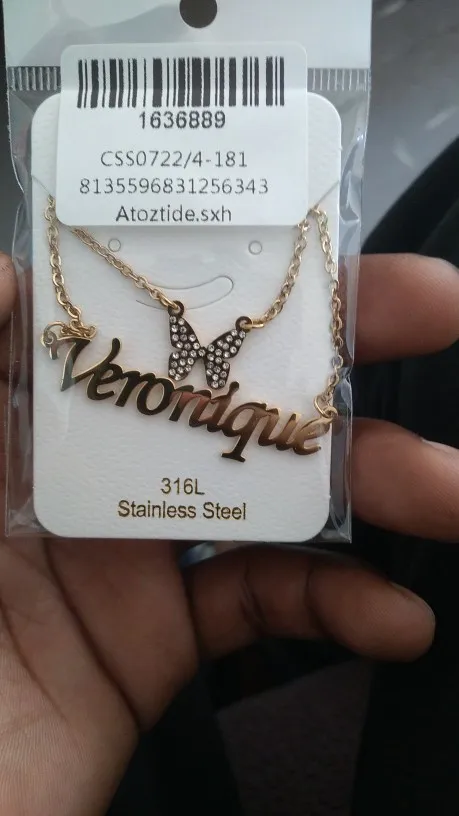 1636889
CSS0722/4-181
8135596831256343
Atoztide.sxh
Veronique
316L
Stainless Steel